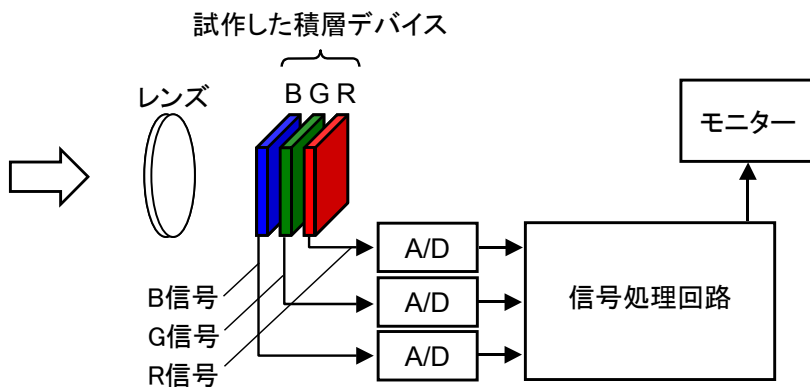 試作した積層デバイス
B G R
レンズ
モニター
A/D
信号処理回路
A/D
A/D
B信号
G信号
R信号